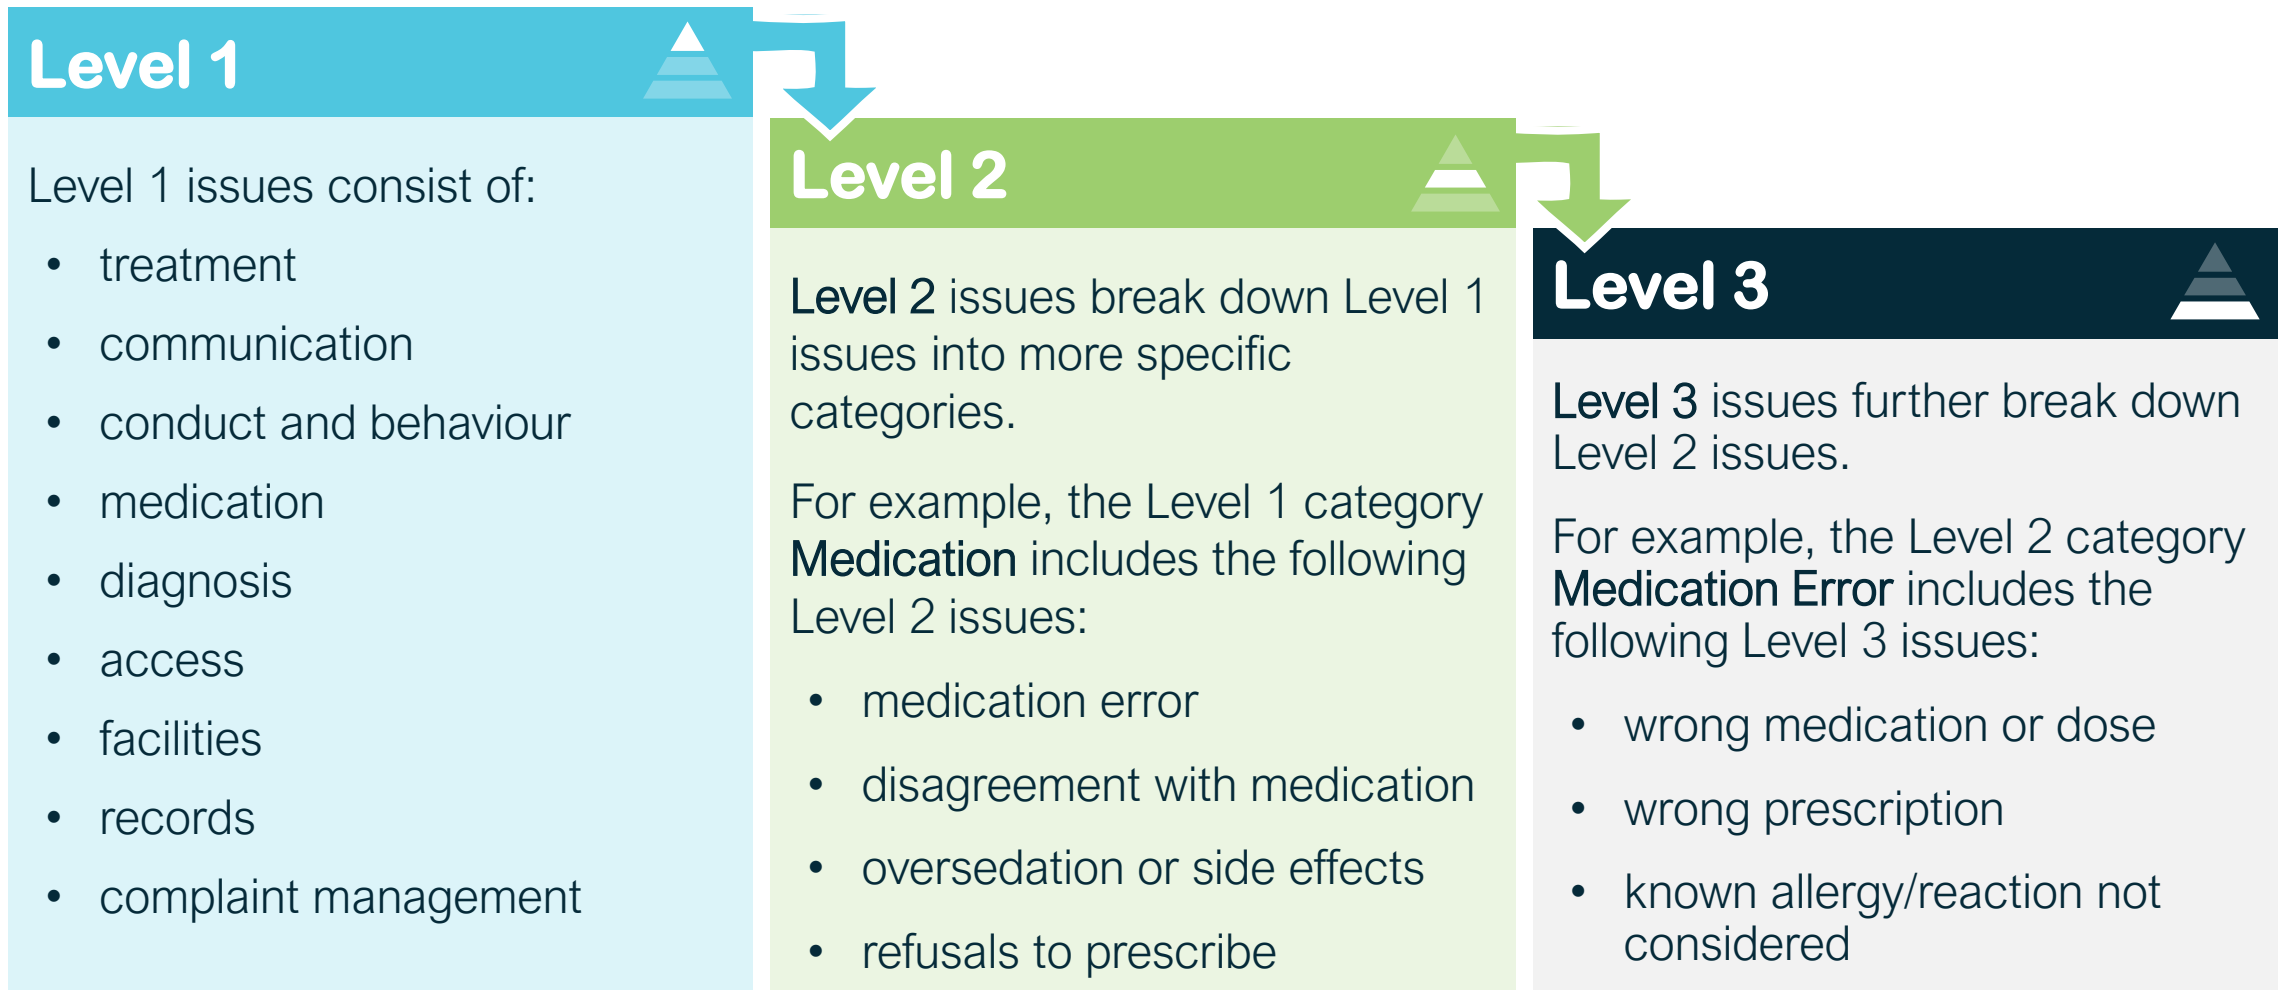 Level 1
Level 1 issues consist of:
• treatment
• communication
• conduct and behaviour
• medication
• diagnosis
• access
• facilities
• records
• complaint management
Level 2
Level 2 issues break down Level 1
issues into more specific
categories.
For example, the Level 1 category
Medication includes the following
Level 2 issues:
• medication error
• disagreement with medication
• oversedation or side effects
• refusals to prescribe
Level 3
Level 3 issues further break down
Level 2 issues.
For example, the Level 2 category
Medication Error includes the
following Level 3 issues:
• wrong medication or dose
• wrong prescription
• known allergy/reaction not
considered